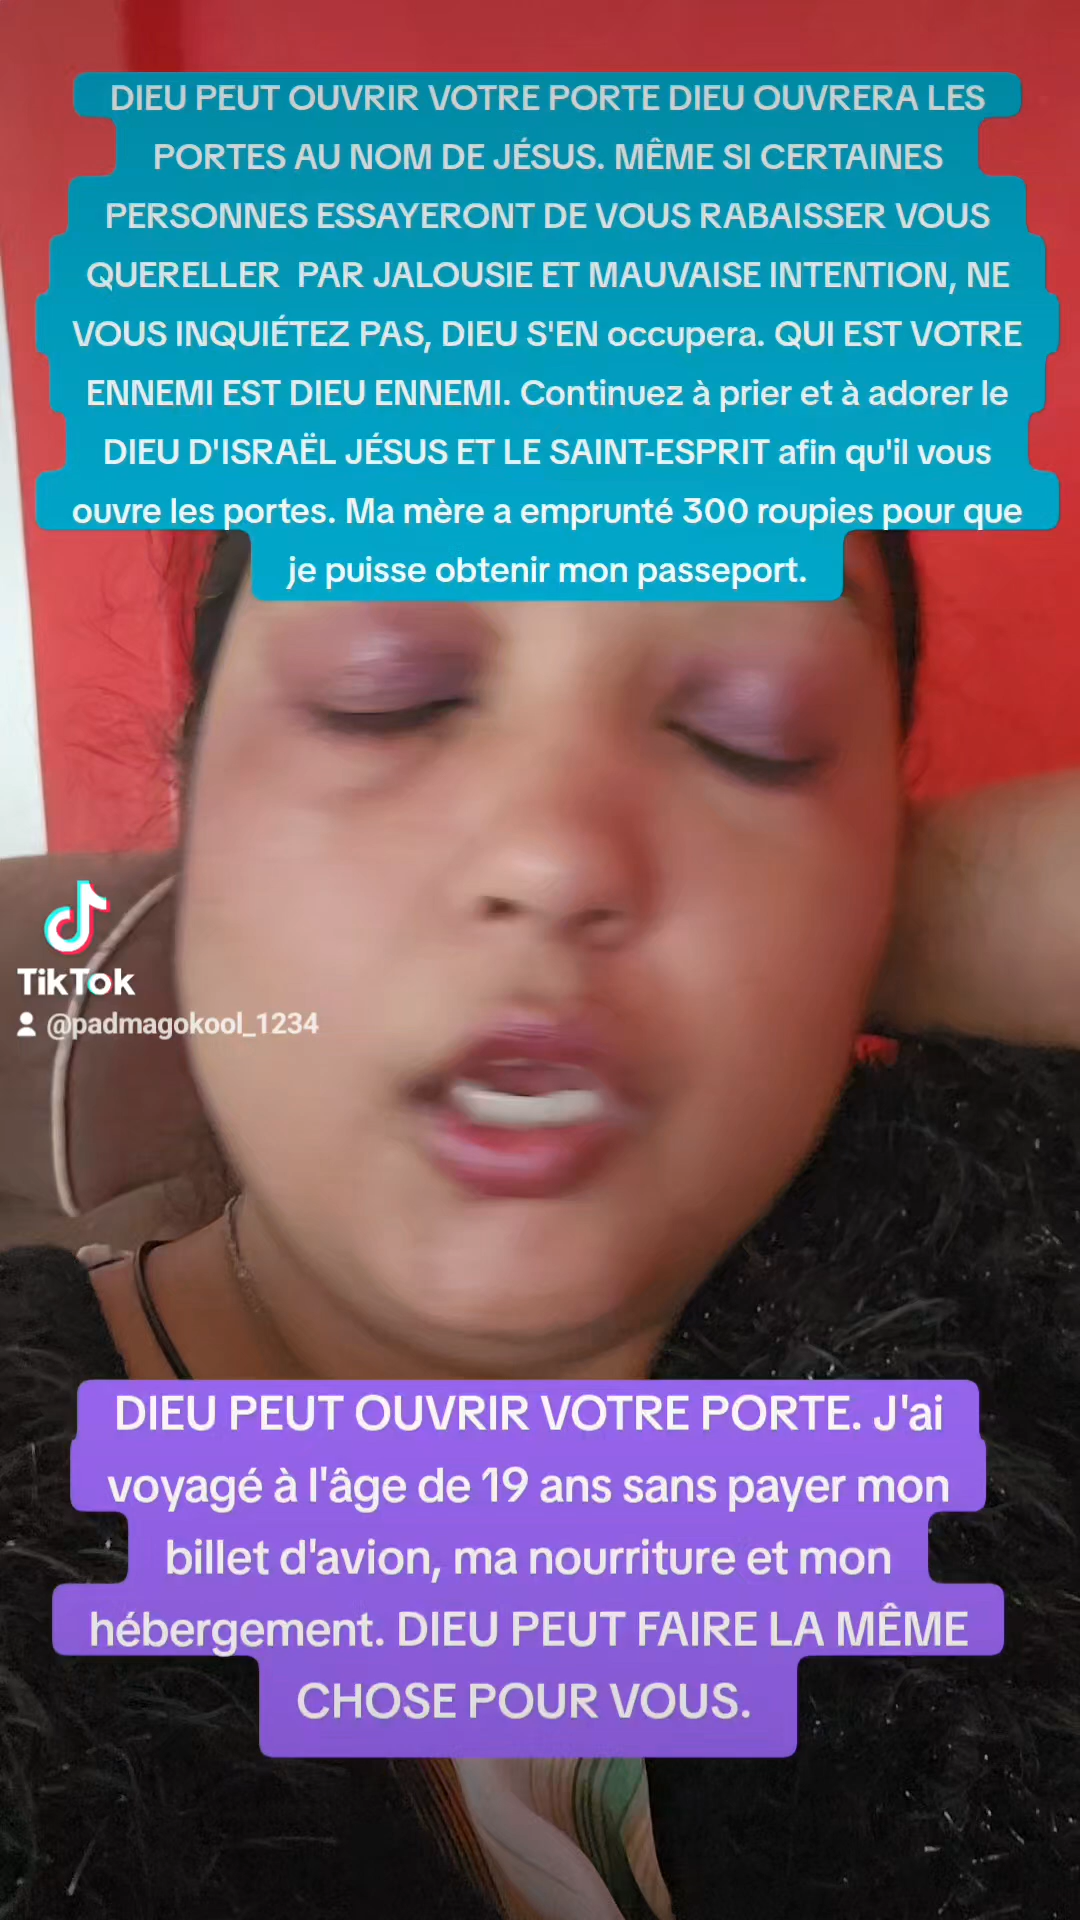 DIEU PEUT OUVRIR VOTRE PORTE DIEU OUVRERA LES
PORTES AU NOM DE JÉSUS. MÊME SI CERTAINES
PERSONNES ESSAYERONT DE VOUS RABAISSER VOUS
QUERELLER  PAR JALOUSIE ET MAUVAISE INTENTION, NE
VOUS INQUIÉTEZ PAS, DIEU S'EN occupera. QUI EST VOTRE
ENNEMI EST DIEU ENNEMI. Continuez à prier et à adorer le
DIEU D'ISRAËL JÉSUS ET LE SAINT-ESPRIT afin qu'il vous
ouvre les portes. Ma mère a emprunté 300 roupies pour que
je puisse obtenir mon passeport.
TikTok
@padmagokool_1234
DIEU PEUT OUVRIR VOTRE PORTE. J'ai
voyagé à l'âge de 19 ans sans payer mon
billet d'avion, ma nourriture et mon
hébergement. DIEU PEUT FAIRE LA MÊME
CHOSE POUR VOUS.